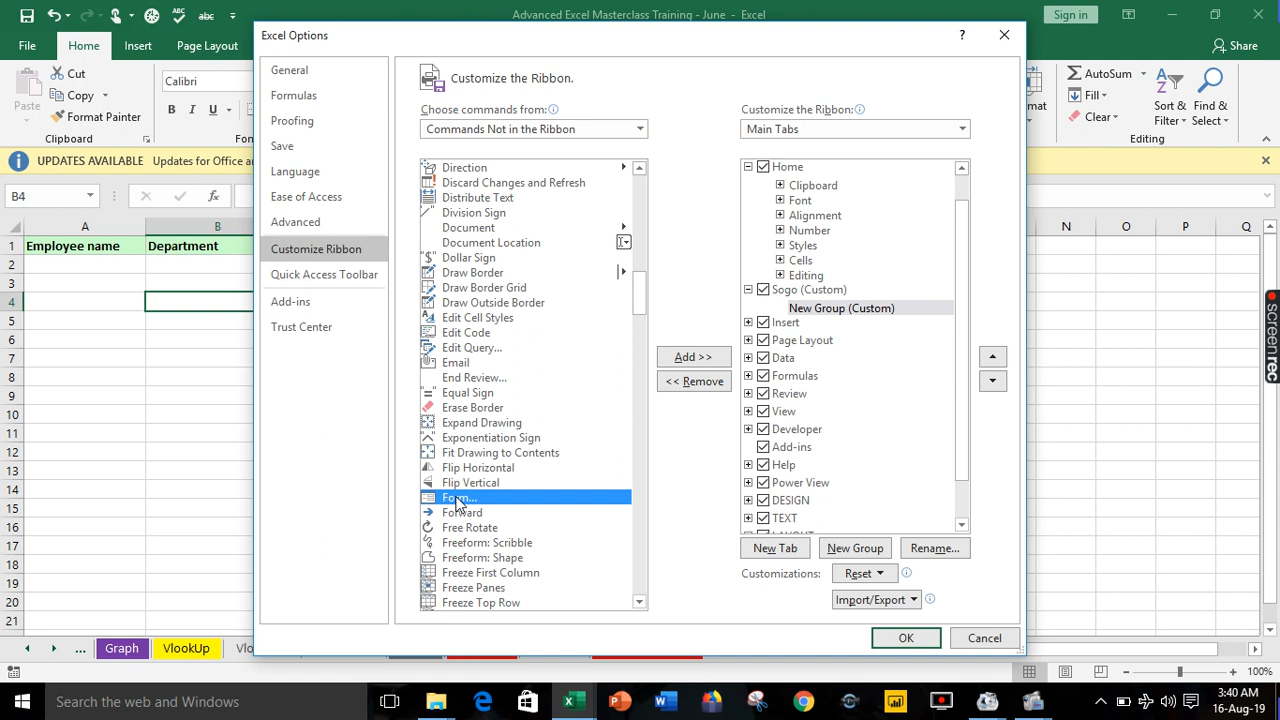 Advanced Excel Masterclass Training - June - Excel
Sign in
File Home Insert Page Layout
Share
Cut
Copy
Format Painter
Paste
Clipboard
Calibri
B I U
AutoSum
Fill
Clear
Sort & Filter
Find & Select
Editing
UPDATES AVAILABLE Updates for Office
B4
fx
A B N O P Q
1 Employee name Department
2
3
4
5
6
7
8
9
10
11
12
13
14
15
16
17
18
19
20
21
Excel Options
?
General
Formulas
Proofing
Save
Language
Ease of Access
Advanced
Customize Ribbon
Quick Access Toolbar
Add-ins
Trust Center
Customize the Ribbon.
Choose commands from:
Commands Not in the Ribbon
Direction
Discard Changes and Refresh
Distribute Text
Division Sign
Document
Document Location
Dollar Sign
Draw Border
Draw Border Grid
Draw Outside Border
Edit Cell Styles
Edit Code
Edit Query...
Email
End Review...
Equal Sign
Erase Border
Expand Drawing
Exponentiation Sign
Fit Drawing to Contents
Flip Horizontal
Flip Vertical
Form...
Forward
Free Rotate
Freeform: Scribble
Freeform: Shape
Freeze First Column
Freeze Panes
Freeze Top Row
Add >>
<< Remove
Customize the Ribbon:
Main Tabs
Home
Clipboard
Font
Alignment
Number
Styles
Cells
Editing
Sogo (Custom)
New Group (Custom)
Insert
Page Layout
Data
Formulas
Review
View
Developer
Add-ins
Help
Power View
DESIGN
TEXT
New Tab New Group Rename...
Customizations: Reset
Import/Export
OK Cancel
screenrec
... Graph VlookUp
100%
Search the web and Windows
3:40 AM
16-Aug-19